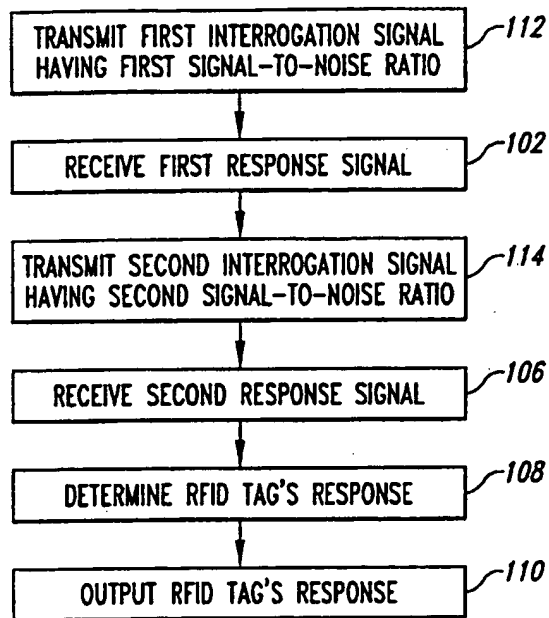 TRANSMIT FIRST INTERROGATION SIGNAL
HAVING FIRST SIGNAL-TO-NOISE RATIO
112
RECEIVE FIRST RESPONSE SIGNAL
102
TRANSMIT SECOND INTERROGATION SIGNAL
HAVING SECOND SIGNAL-TO-NOISE RATIO
114
RECEIVE SECOND RESPONSE SIGNAL
106
DETERMINE RFID TAG'S RESPONSE
108
OUTPUT RFID TAG'S RESPONSE
110